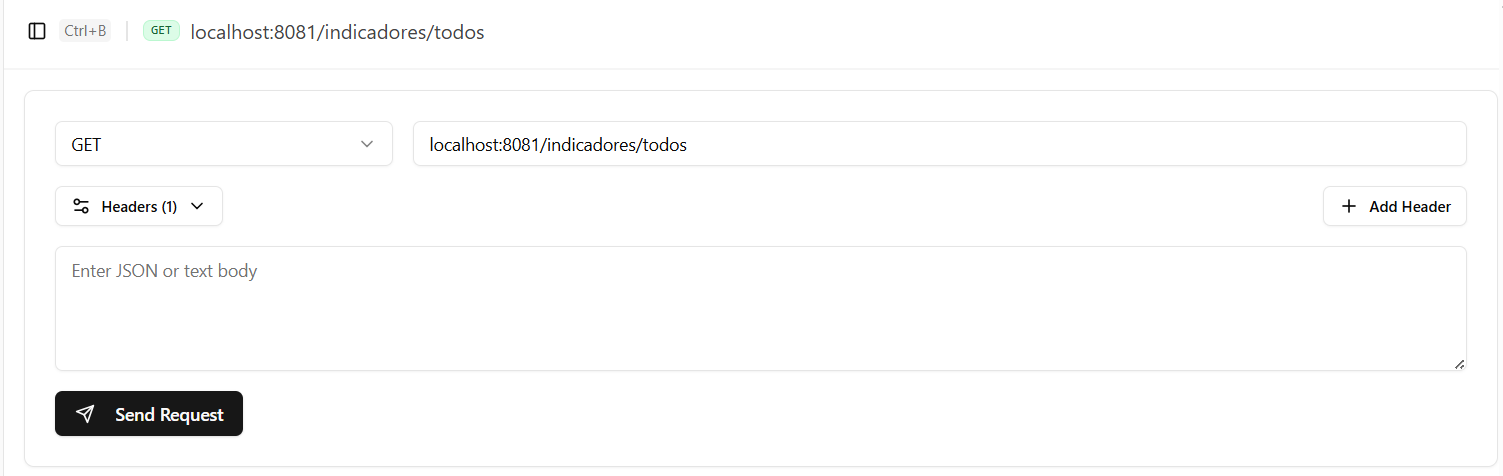 Ctrl+B GET localhost:8081/indicadores/todos
GET localhost:8081/indicadores/todos
Headers (1) Add Header
Enter JSON or text body
Send Request